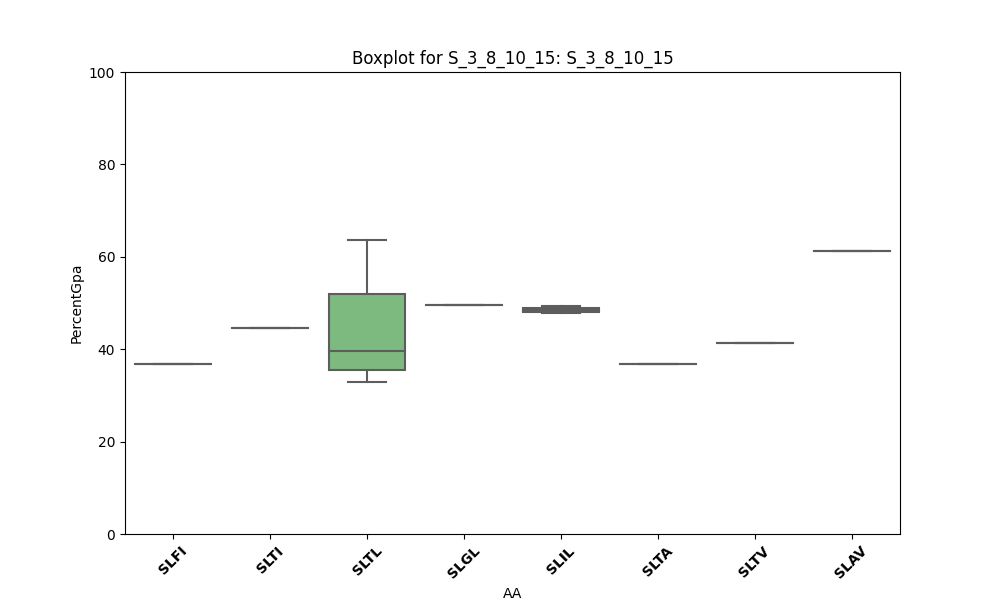 Boxplot for S_3_8_10_15: S_3_8_10_15
100
80
60
40
20
0
PercentGpa
SLFI
SLTI
SLTL
SLGL
SLIL
SLTA
SLTV
SLAV
AA